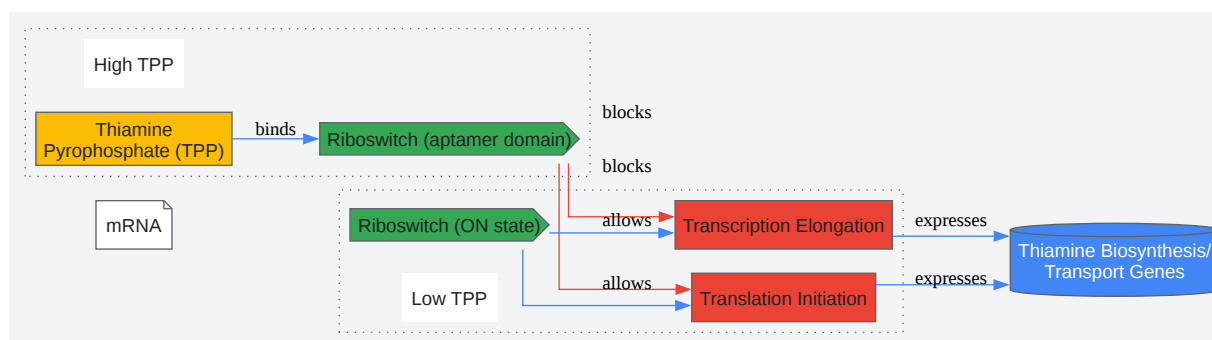 High TPP
blocks
Thiamine
Pyrophosphate (TPP)
binds
Riboswitch (aptamer domain)
blocks
mRNA
Riboswitch (ON state)
allows
Transcription Elongation
expresses
Thiamine Biosynthesis/
Transport Genes
Low TPP
allows
Translation Initiation
expresses